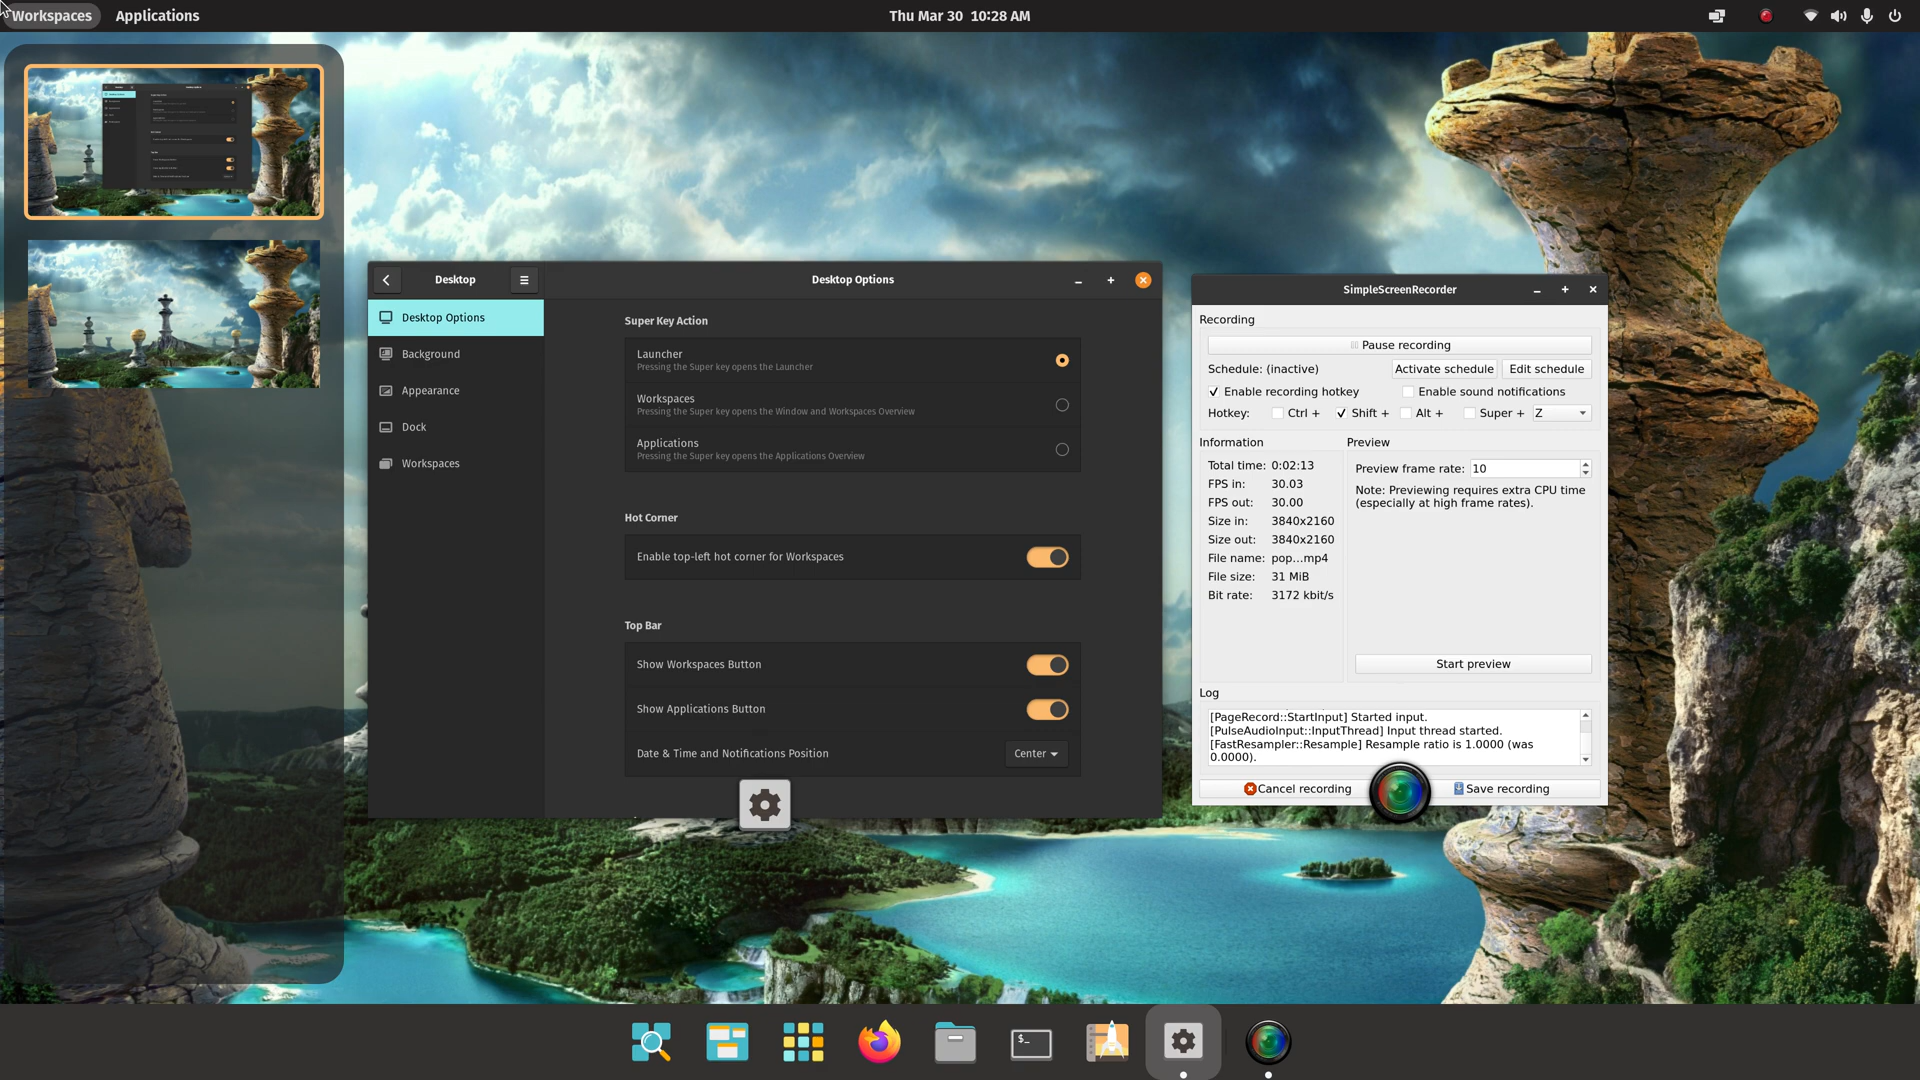 Workspaces
Applications
Thu Mar 30 10:28 AM
Desktop
Desktop Options
Desktop Options
Background
Appearance
Dock
Workspaces
Super Key Action
Launcher
Pressing the Super key opens the Launcher
Workspaces
Pressing the Super key opens the Window and Workspaces Overview
Applications
Pressing the Super key opens the Applications Overview
Hot Corner
Enable top-left hot corner for Workspaces
Top Bar
Show Workspaces Button
Show Applications Button
Date & Time and Notifications Position
Center
SimpleScreenRecorder
Recording
Pause recording
Schedule: (inactive)
Activate schedule
Edit schedule
Enable recording hotkey
Enable sound notifications
Hotkey: Ctrl + Shift + Alt + Super + Z
Information
Total time: 0:02:13
FPS in: 30.03
FPS out: 30.00
Size in: 3840x2160
Size out: 3840x2160
File name: pop...mp4
File size: 31 MiB
Bit rate: 3172 kbit/s
Preview
Preview frame rate: 10
Note: Previewing requires extra CPU time
(especially at high frame rates).
Start preview
Log
[PageRecord::StartInput] Started input.
[PulseAudioInput::InputThread] Input thread started.
[FastResampler::Resample] Resample ratio is 1.0000 (was
0.0000).
Cancel recording
Save recording
$_